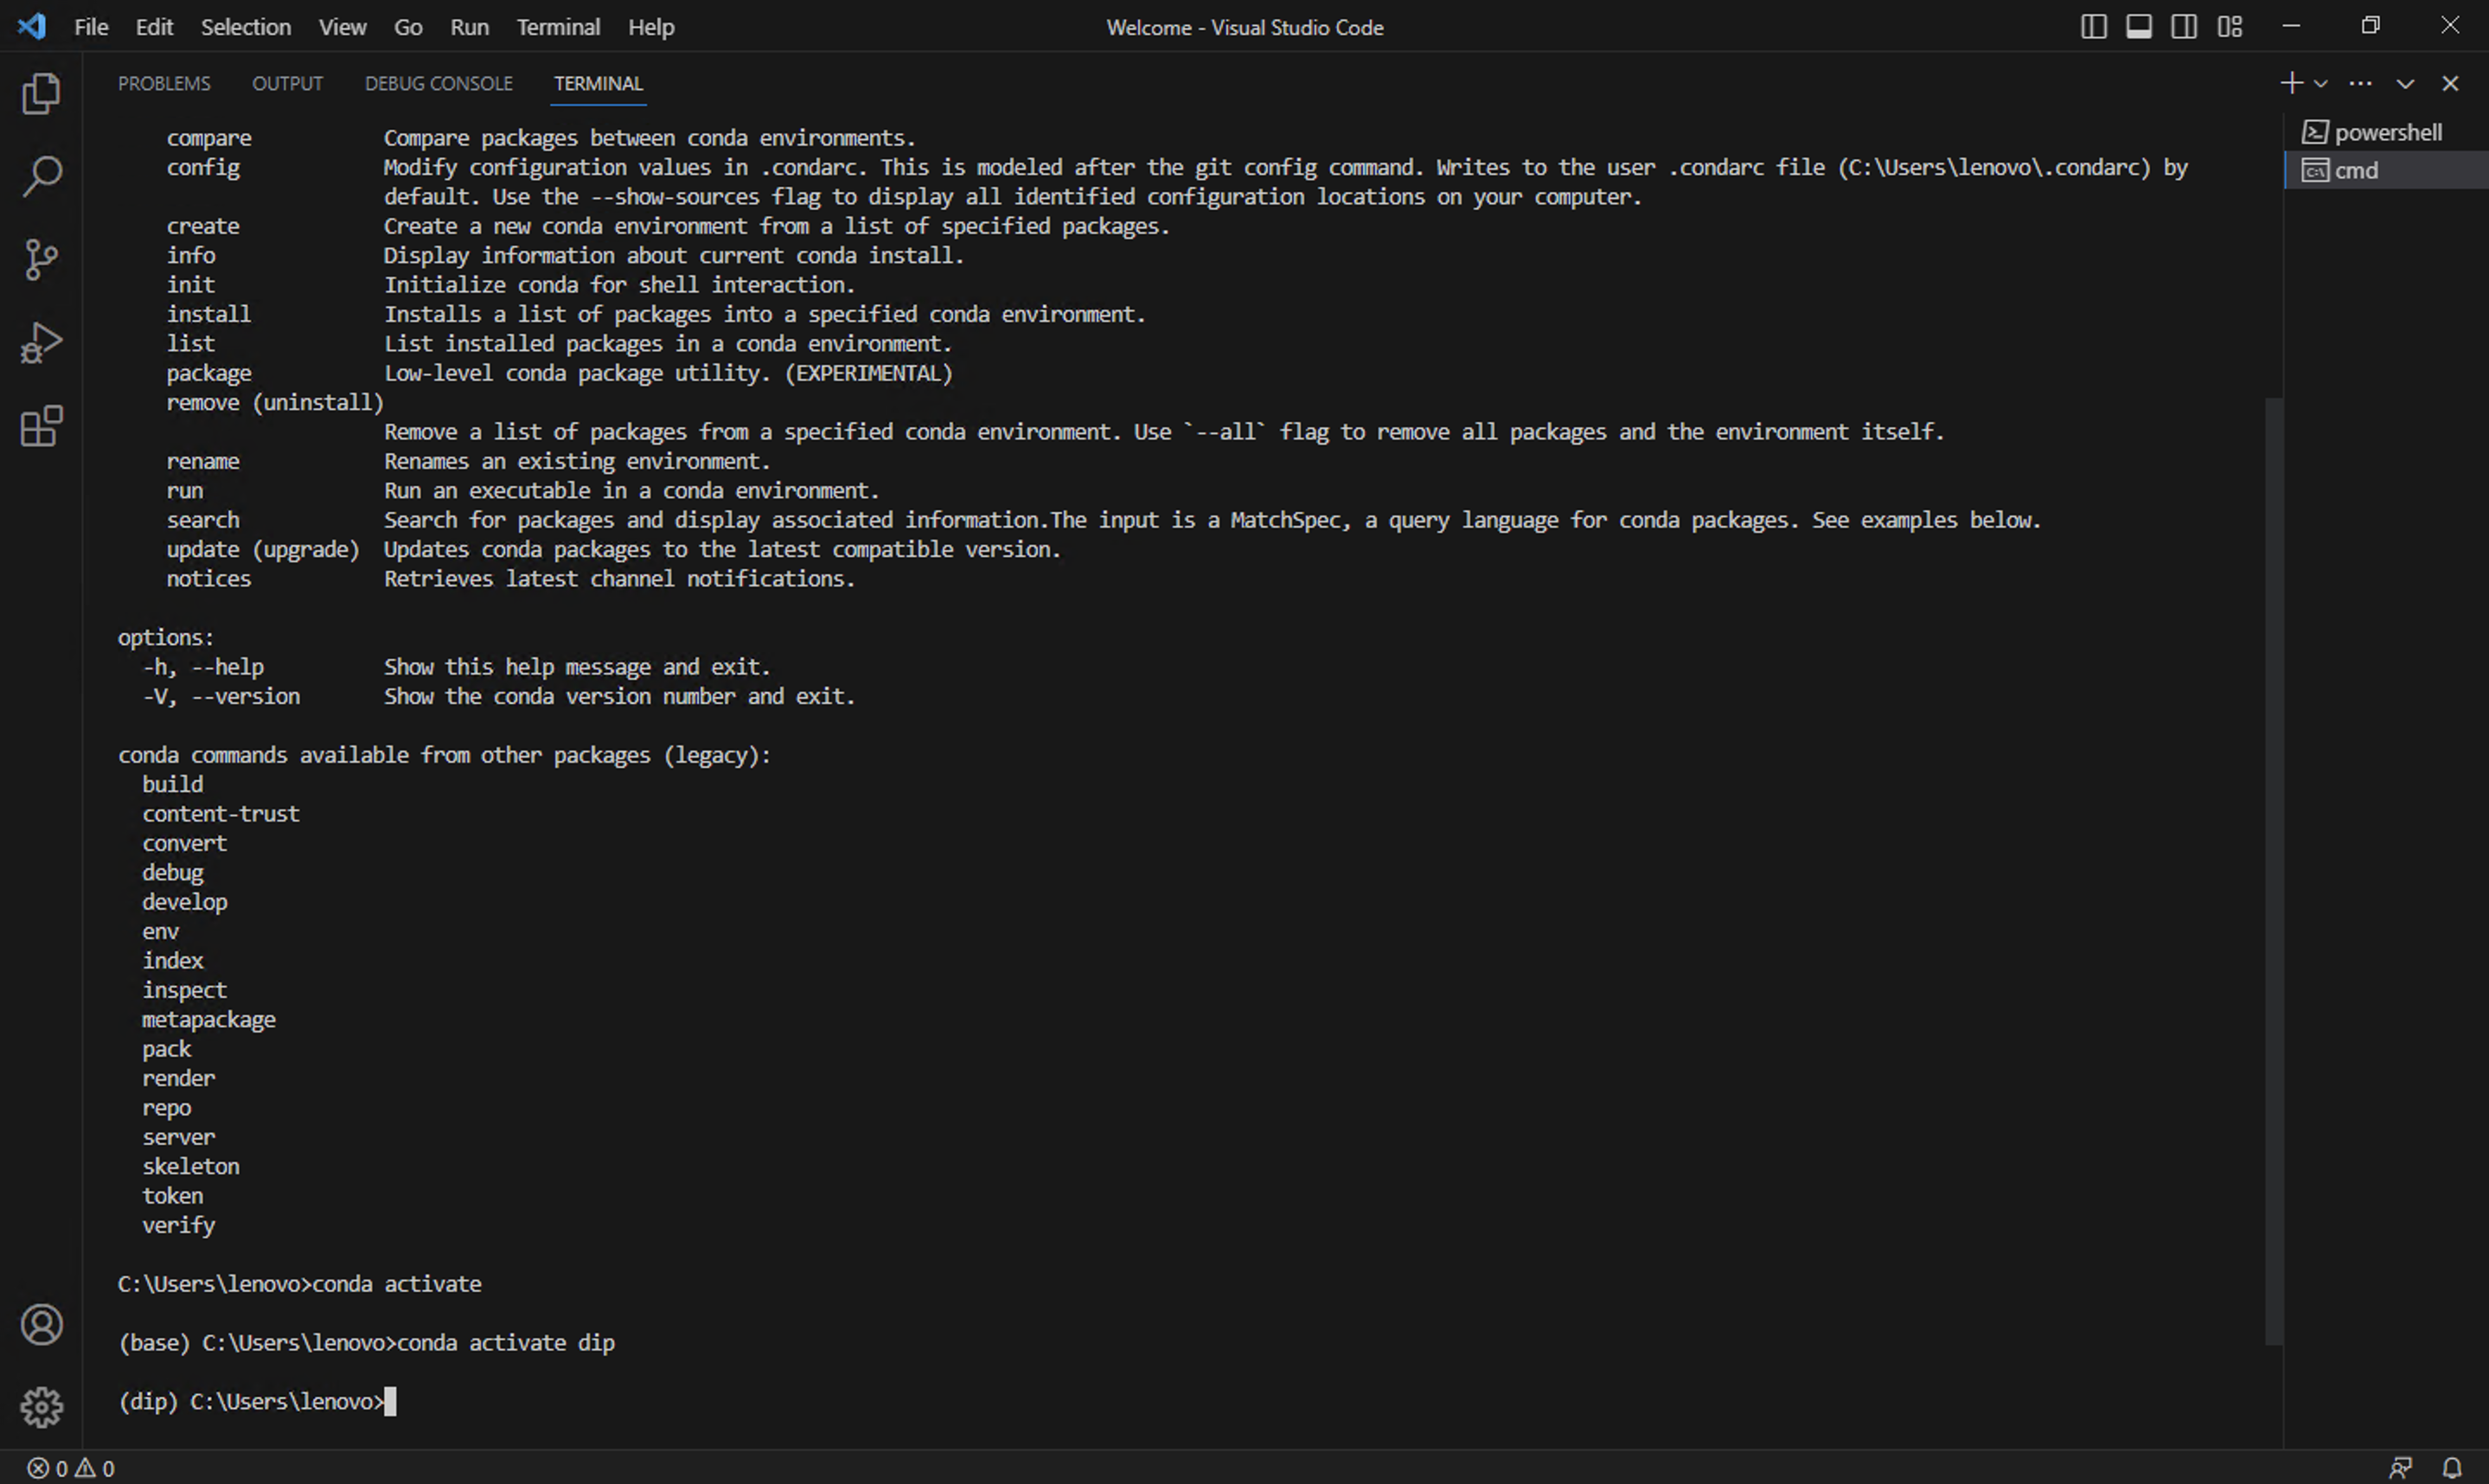 File Edit Selection View Go Run Terminal Help
Welcome - Visual Studio Code
PROBLEMS OUTPUT DEBUG CONSOLE TERMINAL
powershell
cmd
compare Compare packages between conda environments.
config Modify configuration values in .condarc. This is modeled after the git config command. Writes to the user .condarc file (C:\Users\lenovo\.condarc) by
default. Use the --show-sources flag to display all identified configuration locations on your computer.
create Create a new conda environment from a list of specified packages.
info Display information about current conda install.
init Initialize conda for shell interaction.
install Installs a list of packages into a specified conda environment.
list List installed packages in a conda environment.
package Low-level conda package utility. (EXPERIMENTAL)
remove (uninstall)
Remove a list of packages from a specified conda environment. Use `--all` flag to remove all packages and the environment itself.
rename Renames an existing environment.
run Run an executable in a conda environment.
search Search for packages and display associated information.The input is a MatchSpec, a query language for conda packages. See examples below.
update (upgrade) Updates conda packages to the latest compatible version.
notices Retrieves latest channel notifications.
options:
-h, --help Show this help message and exit.
-V, --version Show the conda version number and exit.
conda commands available from other packages (legacy):
build
content-trust
convert
debug
develop
env
index
inspect
metapackage
pack
render
repo
server
skeleton
token
verify
C:\Users\lenovo>conda activate
(base) C:\Users\lenovo>conda activate dip
(dip) C:\Users\lenovo>
0 0